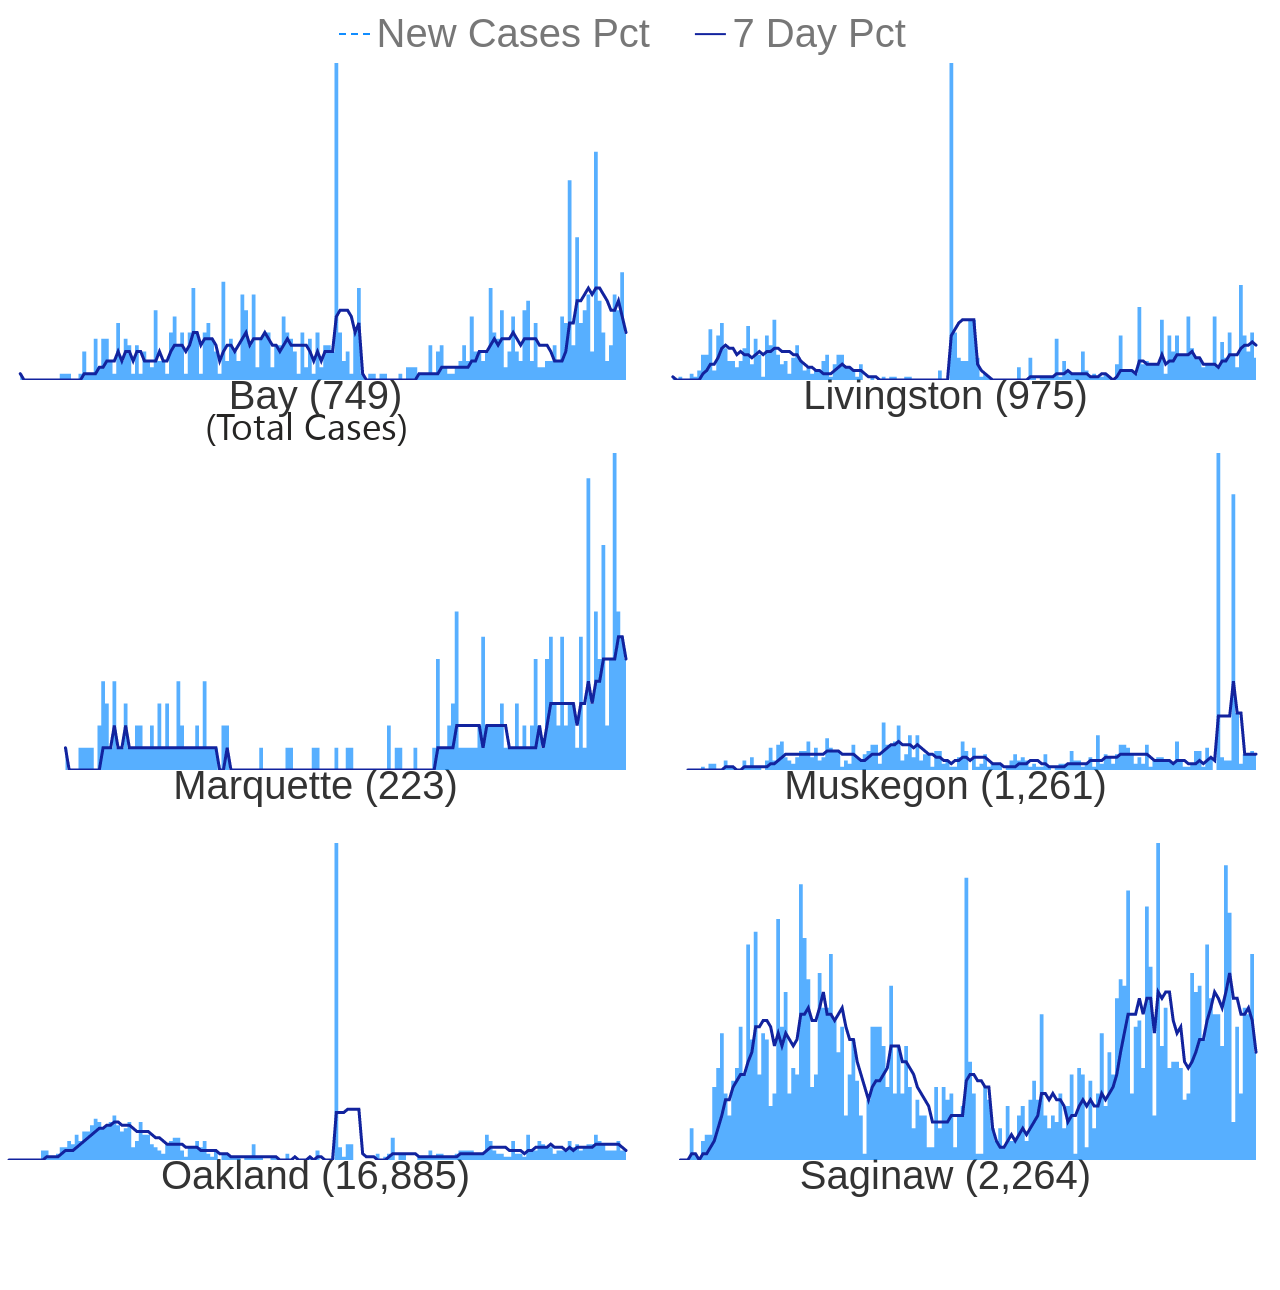 New Cases Pct 7 Day Pct
Bay (749) Livingston (975)
(Total Cases)
Marquette (223) Muskegon (1,261)
Oakland (16,885) Saginaw (2,264)